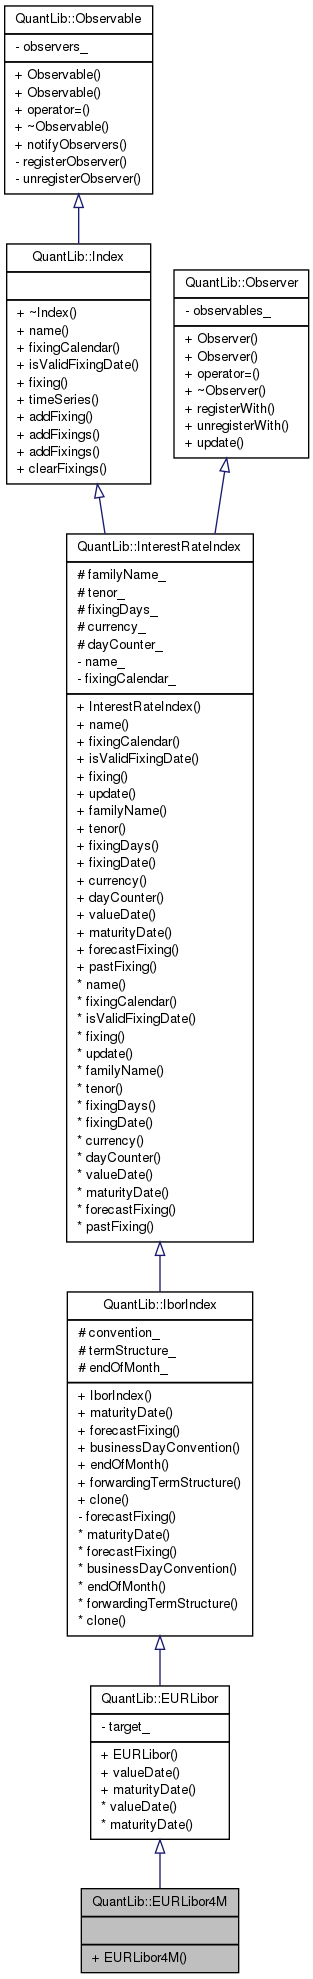 QuantLib::Observable
- observers_
+ Observable()
+ Observable()
+ operator=()
+ ~Observable()
+ notifyObservers()
- registerObserver()
- unregisterObserver()
QuantLib::Index
+ ~Index()
+ name()
+ fixingCalendar()
+ isValidFixingDate()
+ fixing()
+ timeSeries()
+ addFixing()
+ addFixings()
+ addFixings()
+ clearFixings()
QuantLib::Observer
- observables_
+ Observer()
+ Observer()
+ operator=()
+ ~Observer()
+ registerWith()
+ unregisterWith()
+ update()
QuantLib::InterestRateIndex
# familyName_
# tenor_
# fixingDays_
# currency_
# dayCounter_
- name_
- fixingCalendar_
+ InterestRateIndex()
+ name()
+ fixingCalendar()
+ isValidFixingDate()
+ fixing()
+ update()
+ familyName()
+ tenor()
+ fixingDays()
+ fixingDate()
+ currency()
+ dayCounter()
+ valueDate()
+ maturityDate()
+ forecastFixing()
+ pastFixing()
* name()
* fixingCalendar()
* isValidFixingDate()
* fixing()
* update()
* familyName()
* tenor()
* fixingDays()
* fixingDate()
* currency()
* dayCounter()
* valueDate()
* maturityDate()
* forecastFixing()
* pastFixing()
QuantLib::IborIndex
# convention_
# termStructure_
# endOfMonth_
+ IborIndex()
+ maturityDate()
+ forecastFixing()
+ businessDayConvention()
+ endOfMonth()
+ forwardingTermStructure()
+ clone()
- forecastFixing()
* maturityDate()
* forecastFixing()
* businessDayConvention()
* endOfMonth()
* forwardingTermStructure()
* clone()
QuantLib::EURLibor
- target_
+ EURLibor()
+ valueDate()
+ maturityDate()
* valueDate()
* maturityDate()
QuantLib::EURLibor4M
+ EURLibor4M()